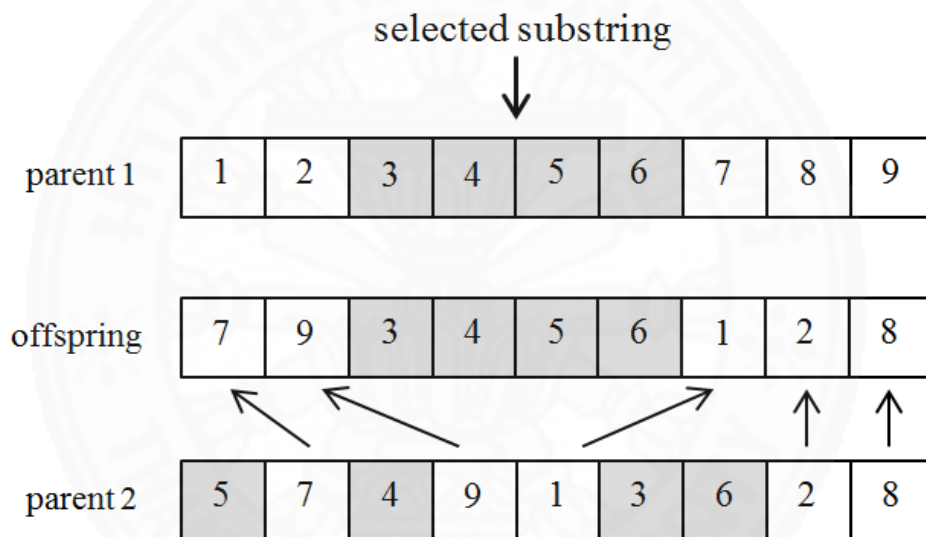 selected substring
parent 1 1 2 3 4 5 6 7 8 9
offspring 7 9 3 4 5 6 1 2 8
parent 2 5 7 4 9 1 3 6 2 8